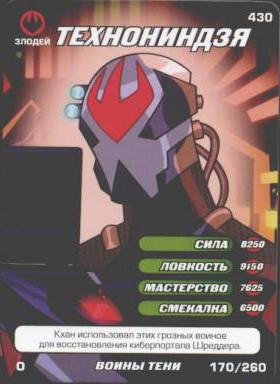 430
ЗЛОДЕЙ
ТЕХНОНИНДЗЯ
СИЛА 8250
ЛОВКОСТЬ 9150
МАСТЕРСТВО 7625
СМЕКАЛКА 6500
Кхан использовал этих грозных воинов
для восстановления киберпортала Шреддера.
0 ВОИНЫ ТЕНИ 170/260